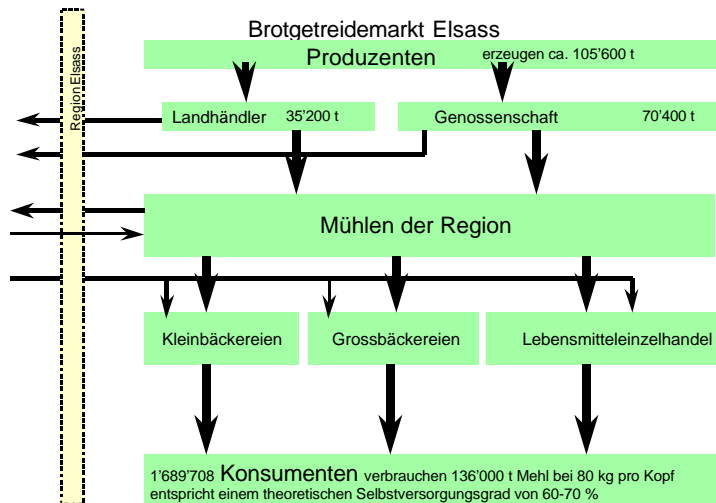 Brotgetreidemarkt Elsass
Produzenten erzeugen ca. 105'600 t
Region Elsass
Landhändler 35'200 t
Genossenschaft 70'400 t
Mühlen der Region
Kleinbäckereien
Grossbäckereien
Lebensmitteleinzelhandel
1'689'708 Konsumenten verbrauchen 136'000 t Mehl bei 80 kg pro Kopf
entspricht einem theoretischen Selbstversorgungsgrad von 60-70 %